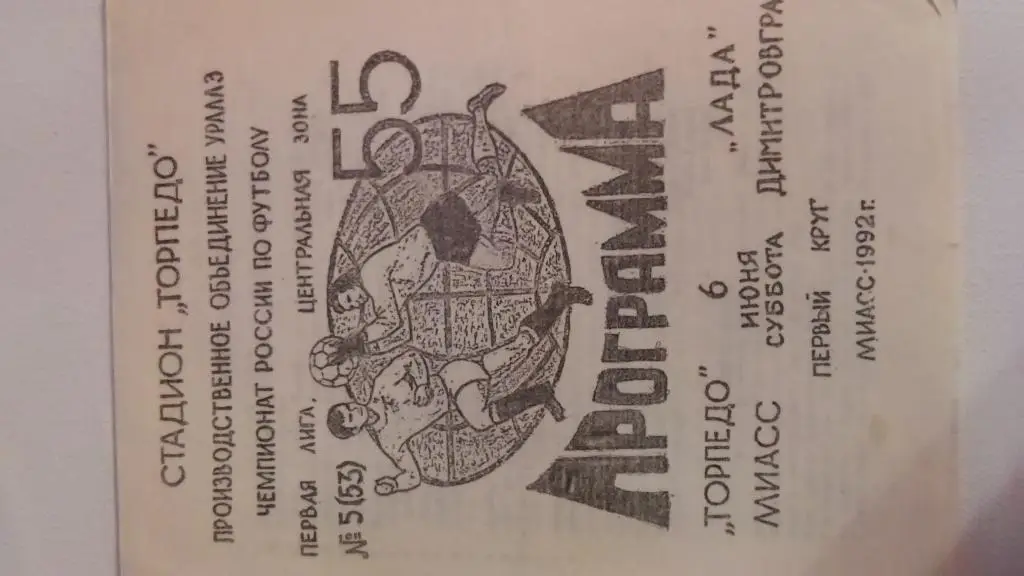 СТАДИОН „ТОРПЕДО”
ПРОИЗВОДСТВЕННОЕ ОБЪЕДИНЕНИЕ УРАЛАЗ
ЧЕМПИОНАТ РОССИИ ПО ФУТБОЛУ
ПЕРВАЯ ЛИГА, ЦЕНТРАЛЬНАЯ ЗОНА
№ 5 (53)
55
ПРОГРАММА
„ТОРПЕДО” 6 „ЛАДА”
МИАСС ИЮНЯ ДИМИТРОВГРА
СУББОТА
ПЕРВЫЙ КРУГ
МИАСС·1992г.